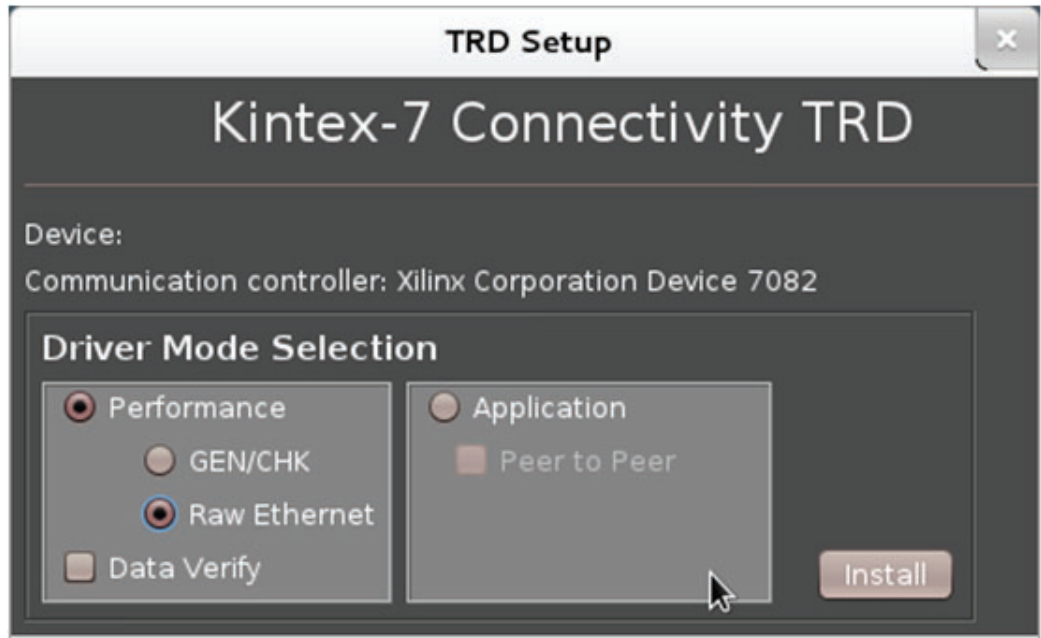 TRD Setup
Kintex-7 Connectivity TRD
Device:
Communication controller: Xilinx Corporation Device 7082
Driver Mode Selection
Performance
GEN/CHK
Raw Ethernet
Data Verify
Application
Peer to Peer
Install